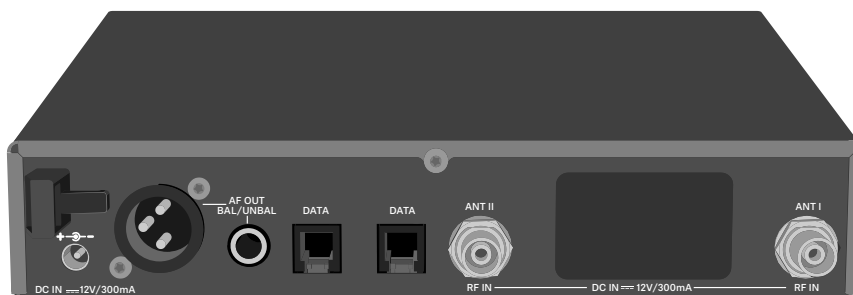 AF OUT
BAL/UNBAL
DATA
DATA
ANT II
ANT I
+ -
DC IN ⎓ 12V/300mA
RF IN
DC IN ⎓ 12V/300mA
RF IN